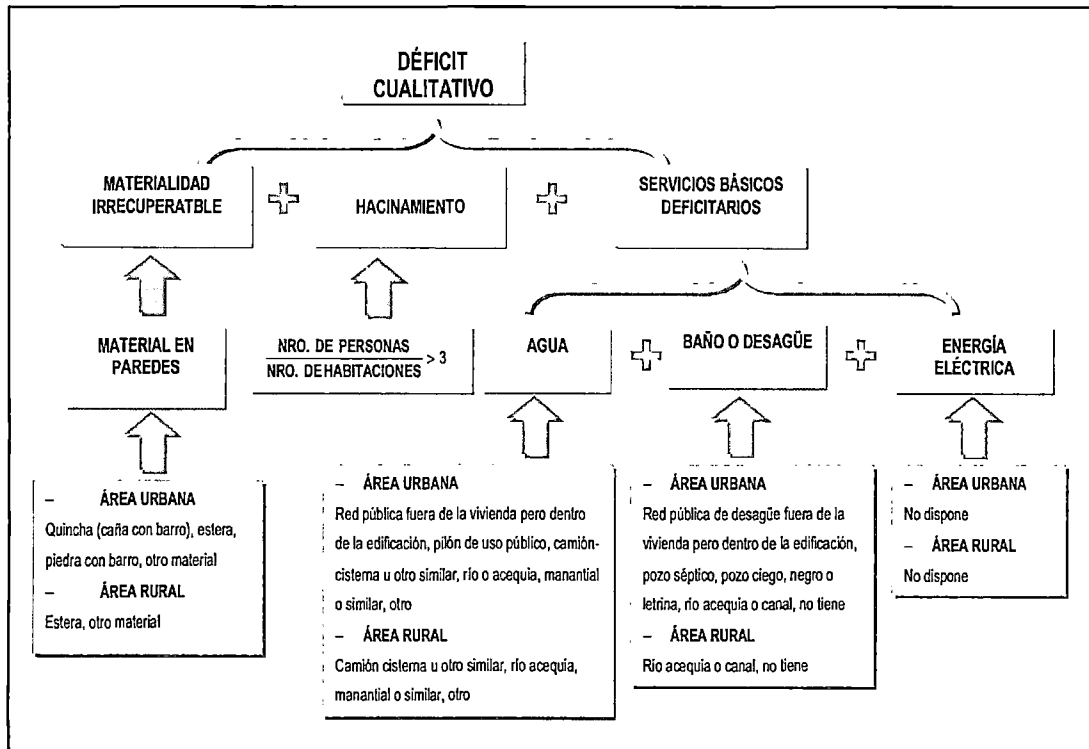 DÉFICIT
CUALITATIVO
MATERIALIDAD
IRRECUPERATBLE
HACINAMIENTO
SERVICIOS BÁSICOS
DEFICITARIOS
MATERIAL EN
PAREDES
NRO. DE PERSONAS
NRO. DE HABITACIONES
> 3
AGUA
BAÑO O DESAGÜE
ENERGÍA
ELÉCTRICA
– ÁREA URBANA
Quincha (caña con barro), estera,
piedra con barro, otro material
– ÁREA RURAL
Estera, otro material
– ÁREA URBANA
Red pública fuera de la vivienda pero dentro
de la edificación, pilón de uso público, camión-
cisterna u otro similar, río o acequia, manantial
o similar, otro
– ÁREA RURAL
Camión cisterna u otro similar, río acequia,
manantial o similar, otro
– ÁREA URBANA
Red pública de desagüe fuera de la
vivienda pero dentro de la edificación,
pozo séptico, pozo ciego, negro o
letrina, río acequia o canal, no tiene
– ÁREA RURAL
Río acequia o canal, no tiene
– ÁREA URBANA
No dispone
– ÁREA RURAL
No dispone